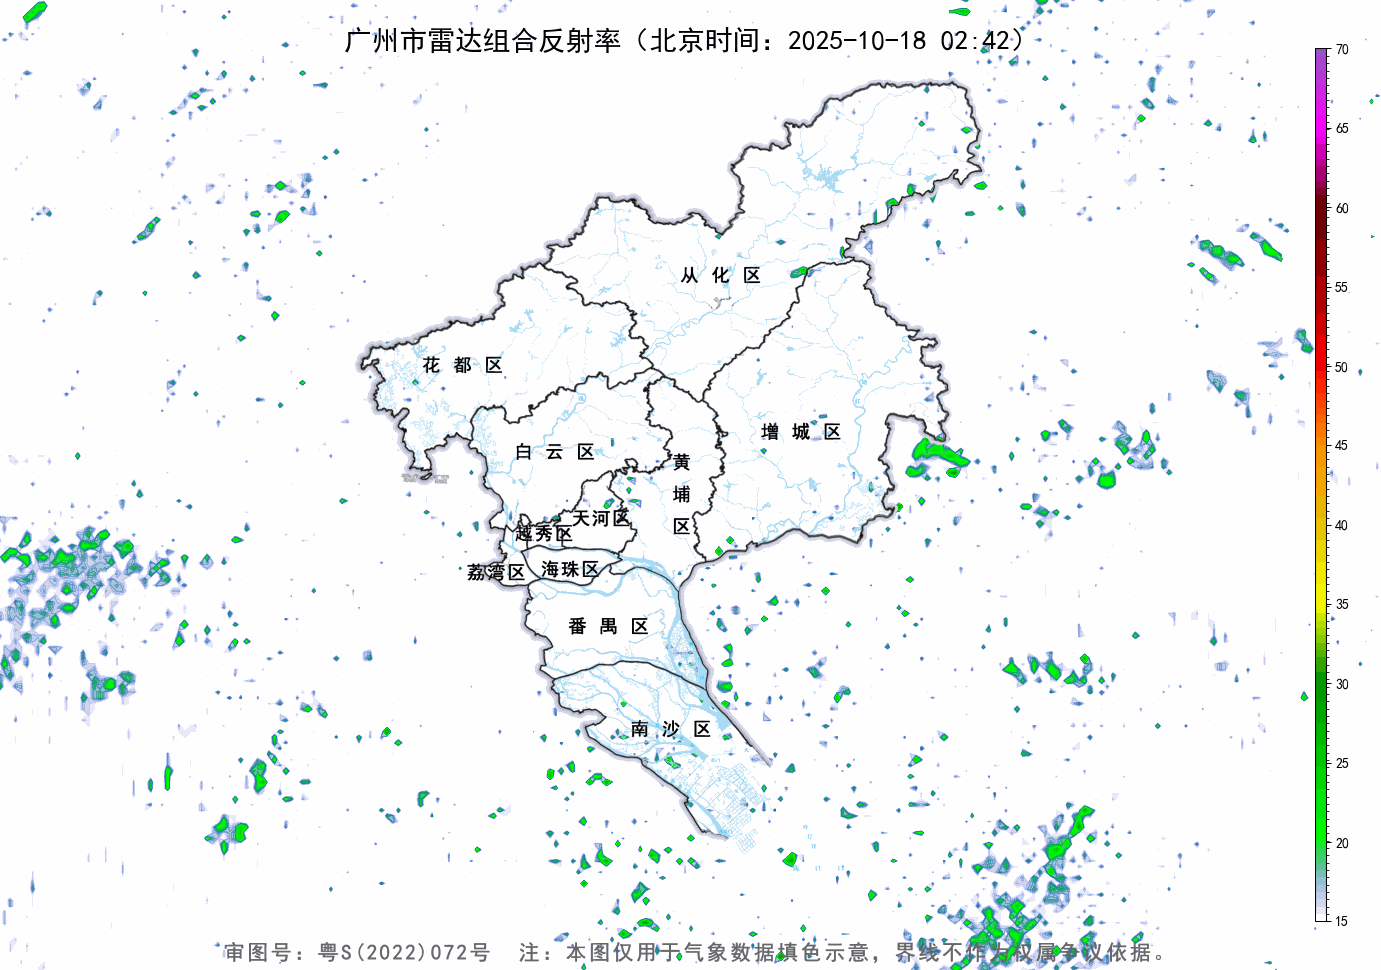 广州市雷达组合反射率（北京时间：2025-10-18 02:42）
70
65
60
55
50
45
40
35
30
25
20
15
从化区
花都区
增城区
白云区
黄埔区
天河区
越秀区
荔湾区
海珠区
番禺区
南沙区
审图号：粤S(2022)072号 注：本图仅用于气象数据填色示意，界线不作为权属争议依据。